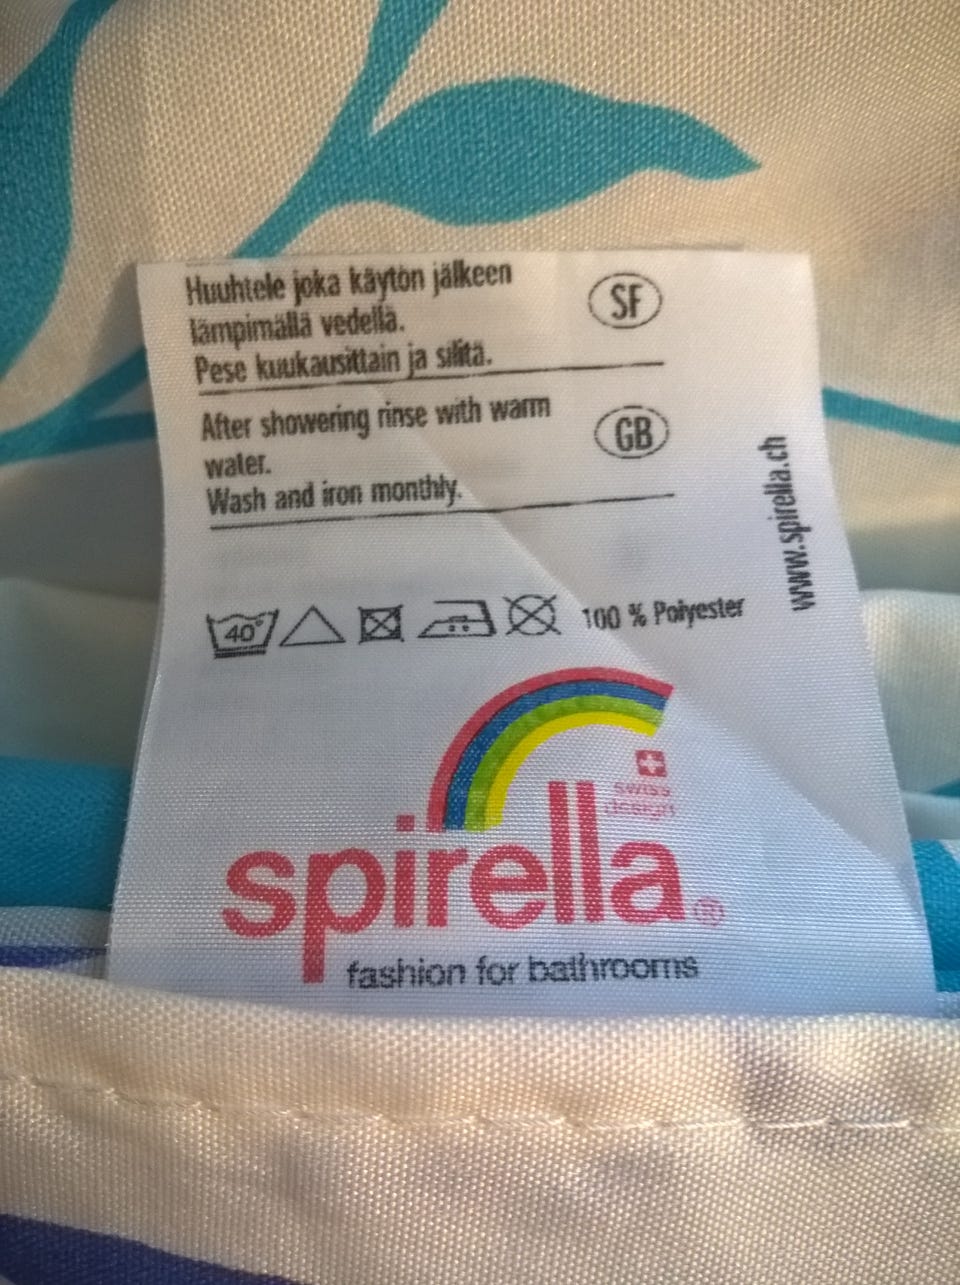 Huuhtele joka käytön jälkeen
lämpimällä vedellä.
Pese kuukausittain ja silitä.
SF
After showering rinse with warm
water.
Wash and iron monthly.
GB
www.spirella.ch
40°
100 % Polyester
swiss
design
spirella®
fashion for bathrooms